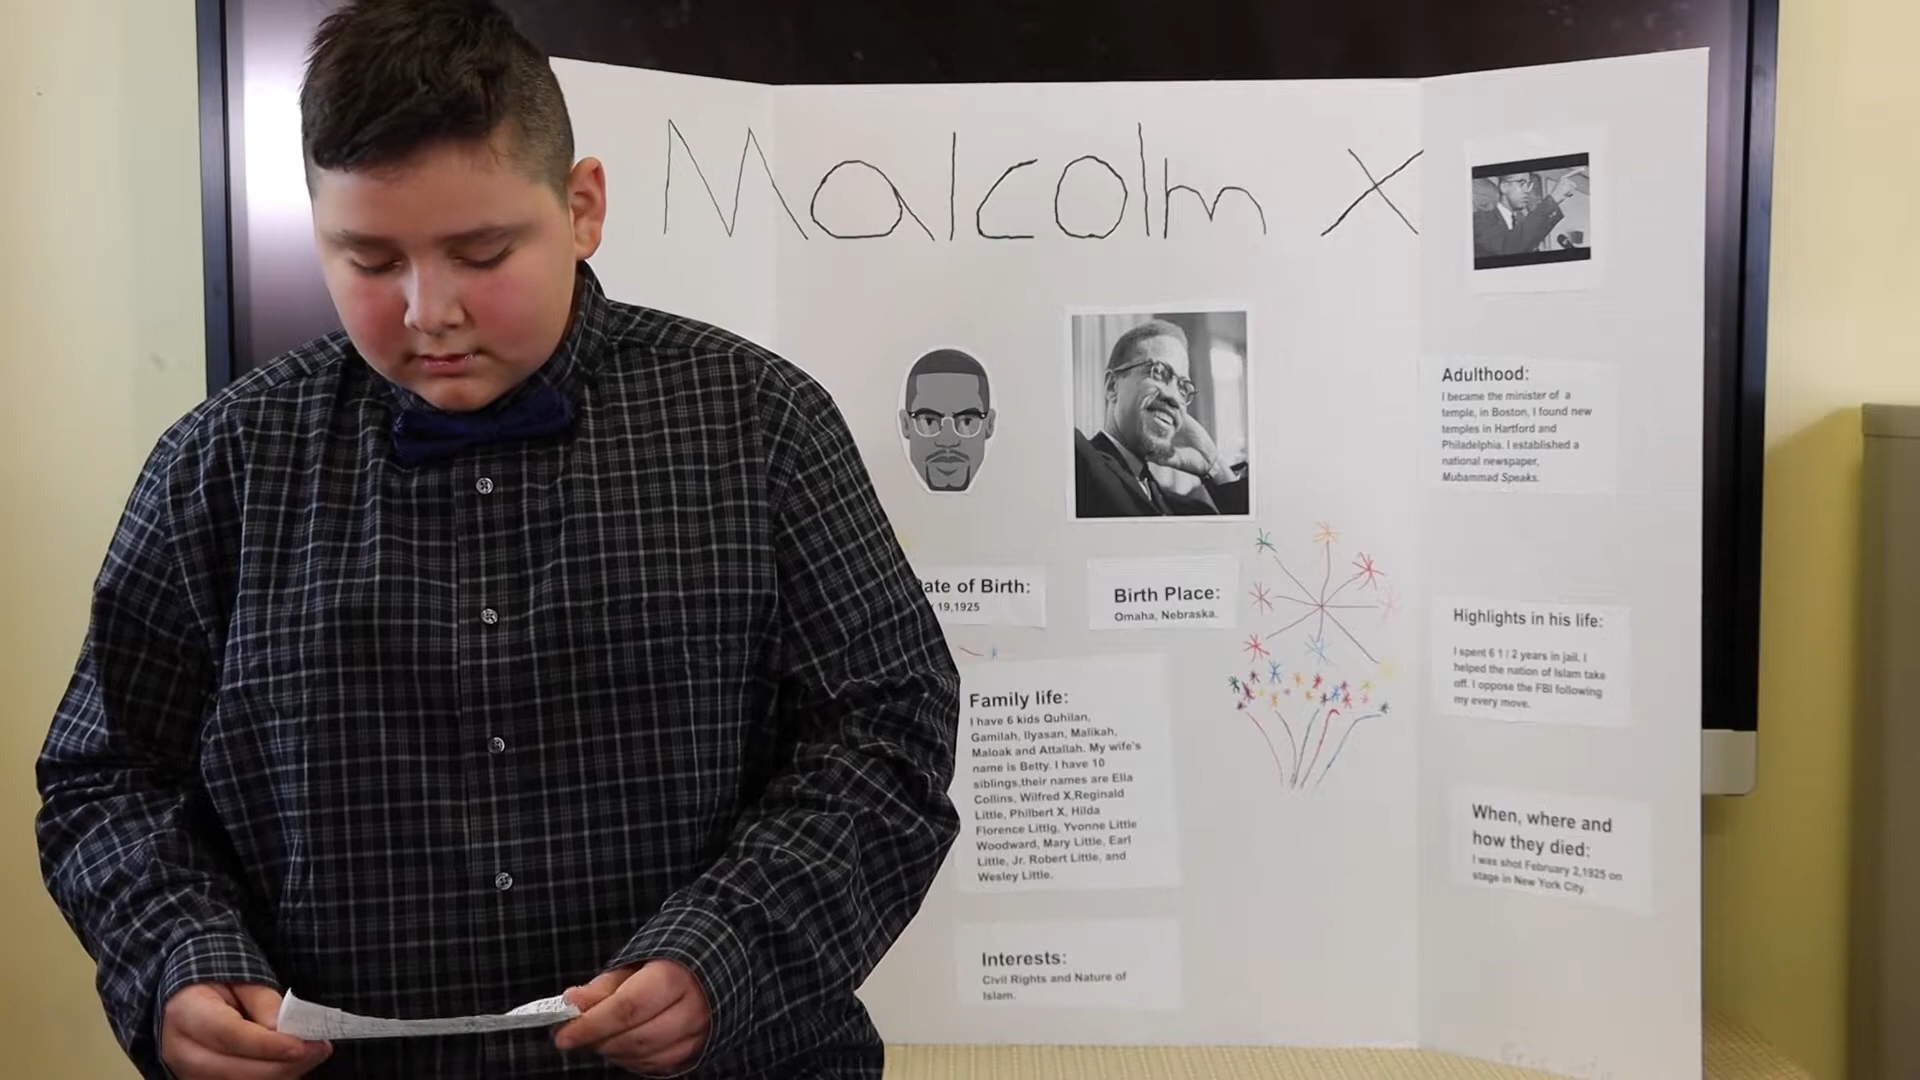 Malcolm X
ate of Birth:
19,1925
Birth Place:
Omaha, Nebraska.
Family life:
I have 6 kids Quhilan,
Gamilah, Ilyasan, Malikah,
Maloak and Attallah. My wife's
name is Betty. I have 10
siblings,their names are Ella
Collins, Wilfred X,Reginald
Little, Philbert X, Hilda
Florence Littig, Yvonne Little
Woodward, Mary Little, Earl
Little, Jr. Robert Little, and
Wesley Little.
Interests:
Civil Rights and Nature of
Islam.
Adulthood:
I became the minister of a
temple, in Boston, I found new
temples in Hartford and
Philadelphia. I established a
national newspaper,
Muhammad Speaks.
Highlights in his life:
I spent 6 1 / 2 years in jail. I
helped the nation of Islam take
off. I oppose the FBI following
my every move.
When, where and
how they died:
I was shot February 2,1925 on
stage in New York City.